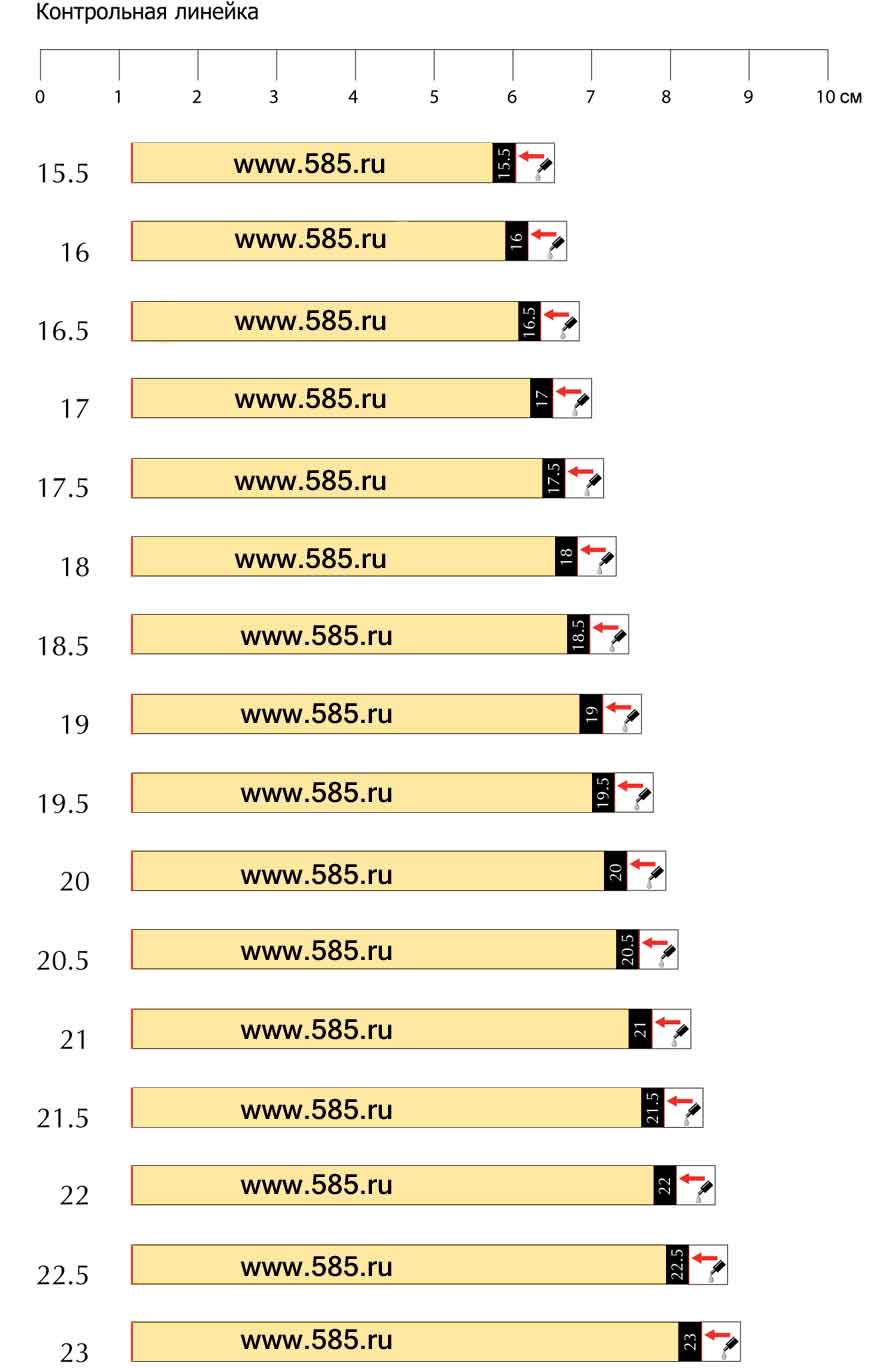 Контрольная линейка
0 1 2 3 4 5 6 7 8 9 10 см
15.5 www.585.ru 15.5
16 www.585.ru 16
16.5 www.585.ru 16.5
17 www.585.ru 17
17.5 www.585.ru 17.5
18 www.585.ru 18
18.5 www.585.ru 18.5
19 www.585.ru 19
19.5 www.585.ru 19.5
20 www.585.ru 20
20.5 www.585.ru 20.5
21 www.585.ru 21
21.5 www.585.ru 21.5
22 www.585.ru 22
22.5 www.585.ru 22.5
23 www.585.ru 23